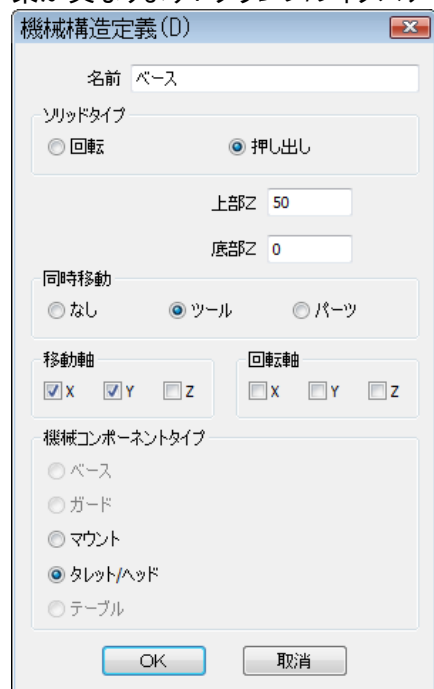 機械構造定義(D)
名前 ベース
ソリッドタイプ
回転 押し出し
上部Z 50
底部Z 0
同時移動
なし ツール パーツ
移動軸 回転軸
X Y Z X Y Z
機械コンポーネントタイプ
ベース
ガード
マウント
タレット/ヘッド
テーブル
OK 取消